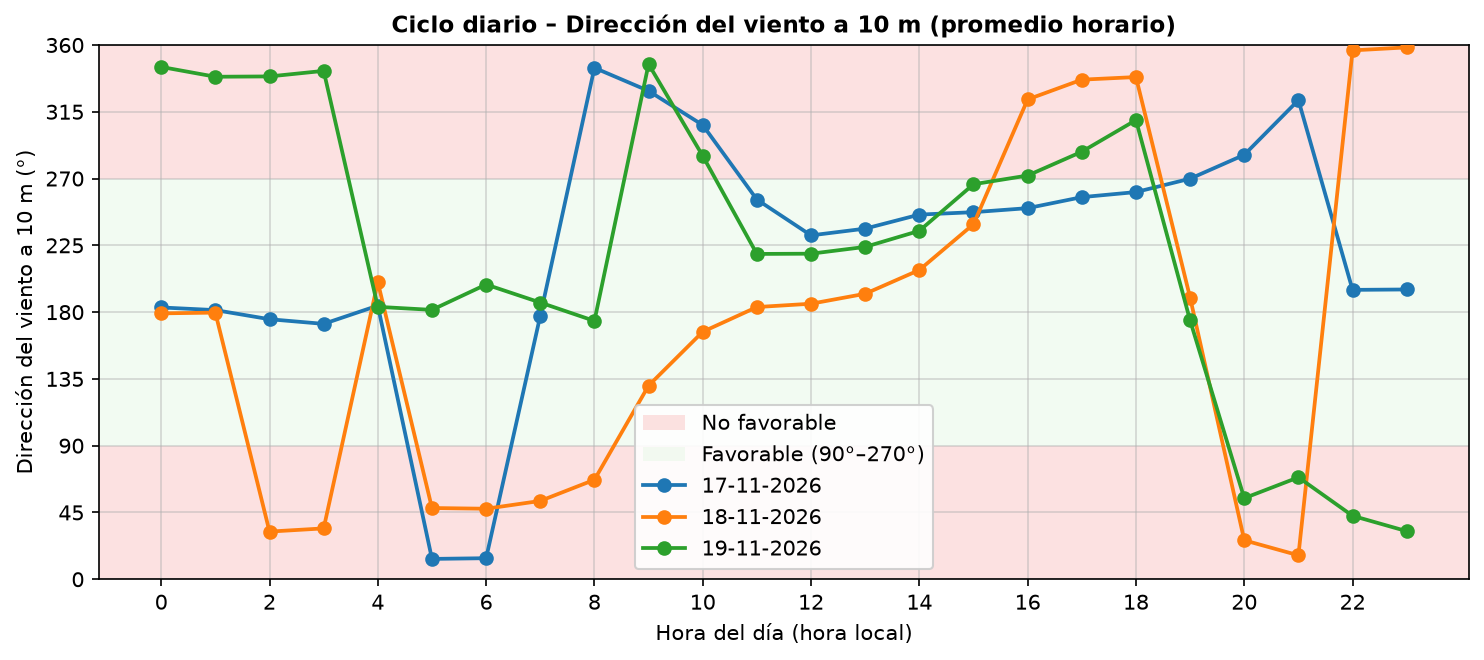 Ciclo diario – Dirección del viento a 10 m (promedio horario)
Dirección del viento a 10 m (°)
360
315
270
225
180
135
90
45
0
No favorable
Favorable (90°–270°)
17-11-2026
18-11-2026
19-11-2026
0 2 4 6 8 10 12 14 16 18 20 22
Hora del día (hora local)